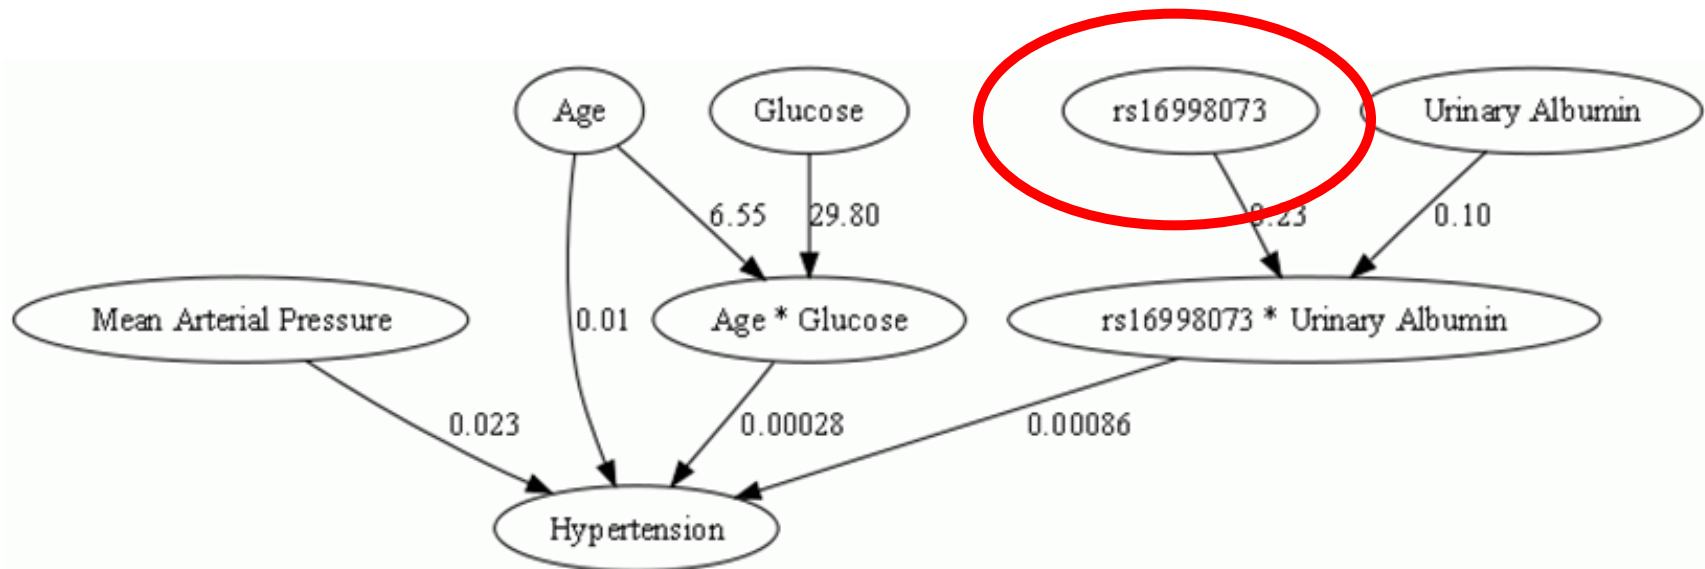 Age
Glucose
rs16998073
Urinary Albumin
6.55
29.80
0.10
Mean Arterial Pressure
0.01
Age * Glucose
rs16998073 * Urinary Albumin
0.023
0.00028
0.00086
Hypertension